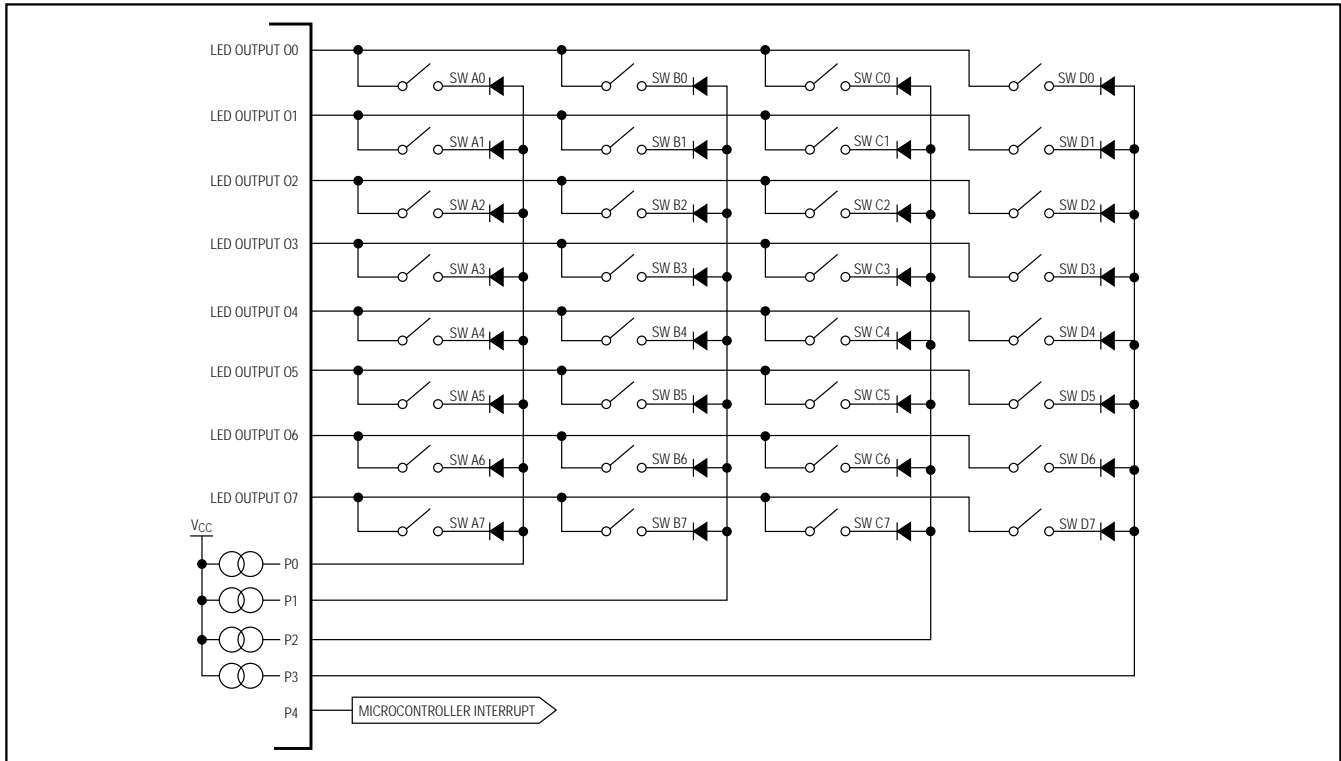 LED OUTPUT O0
SW A0 SW B0 SW C0 SW D0
LED OUTPUT O1
SW A1 SW B1 SW C1 SW D1
LED OUTPUT O2
SW A2 SW B2 SW C2 SW D2
LED OUTPUT O3
SW A3 SW B3 SW C3 SW D3
LED OUTPUT O4
SW A4 SW B4 SW C4 SW D4
LED OUTPUT O5
SW A5 SW B5 SW C5 SW D5
LED OUTPUT O6
SW A6 SW B6 SW C6 SW D6
LED OUTPUT O7
SW A7 SW B7 SW C7 SW D7
VCC
P0
P1
P2
P3
P4 MICROCONTROLLER INTERRUPT